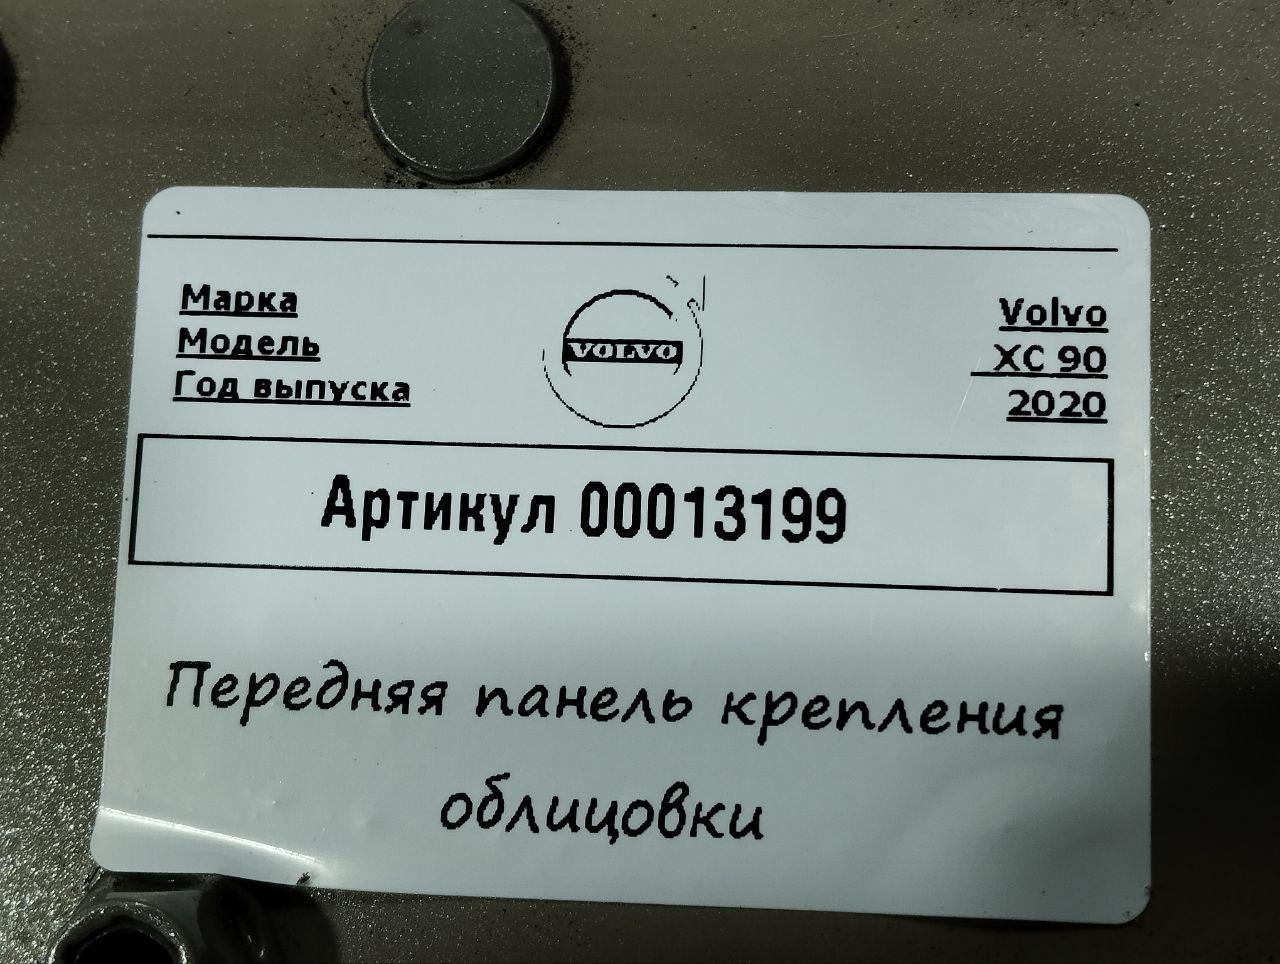 Марка
Модель
Год выпуска
VOLVO
Volvo
XC 90
2020
Артикул 00013199
Передняя панель крепления
облицовки